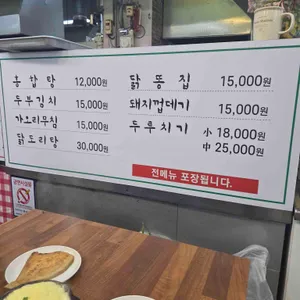 홍합탕 12,000원
두부김치 15,000원
가오리무침 15,000원
닭도리탕 30,000원
닭똥집 15,000원
돼지껍데기 15,000원
두루치기 小 18,000원
中 25,000원
전메뉴 포장됩니다.